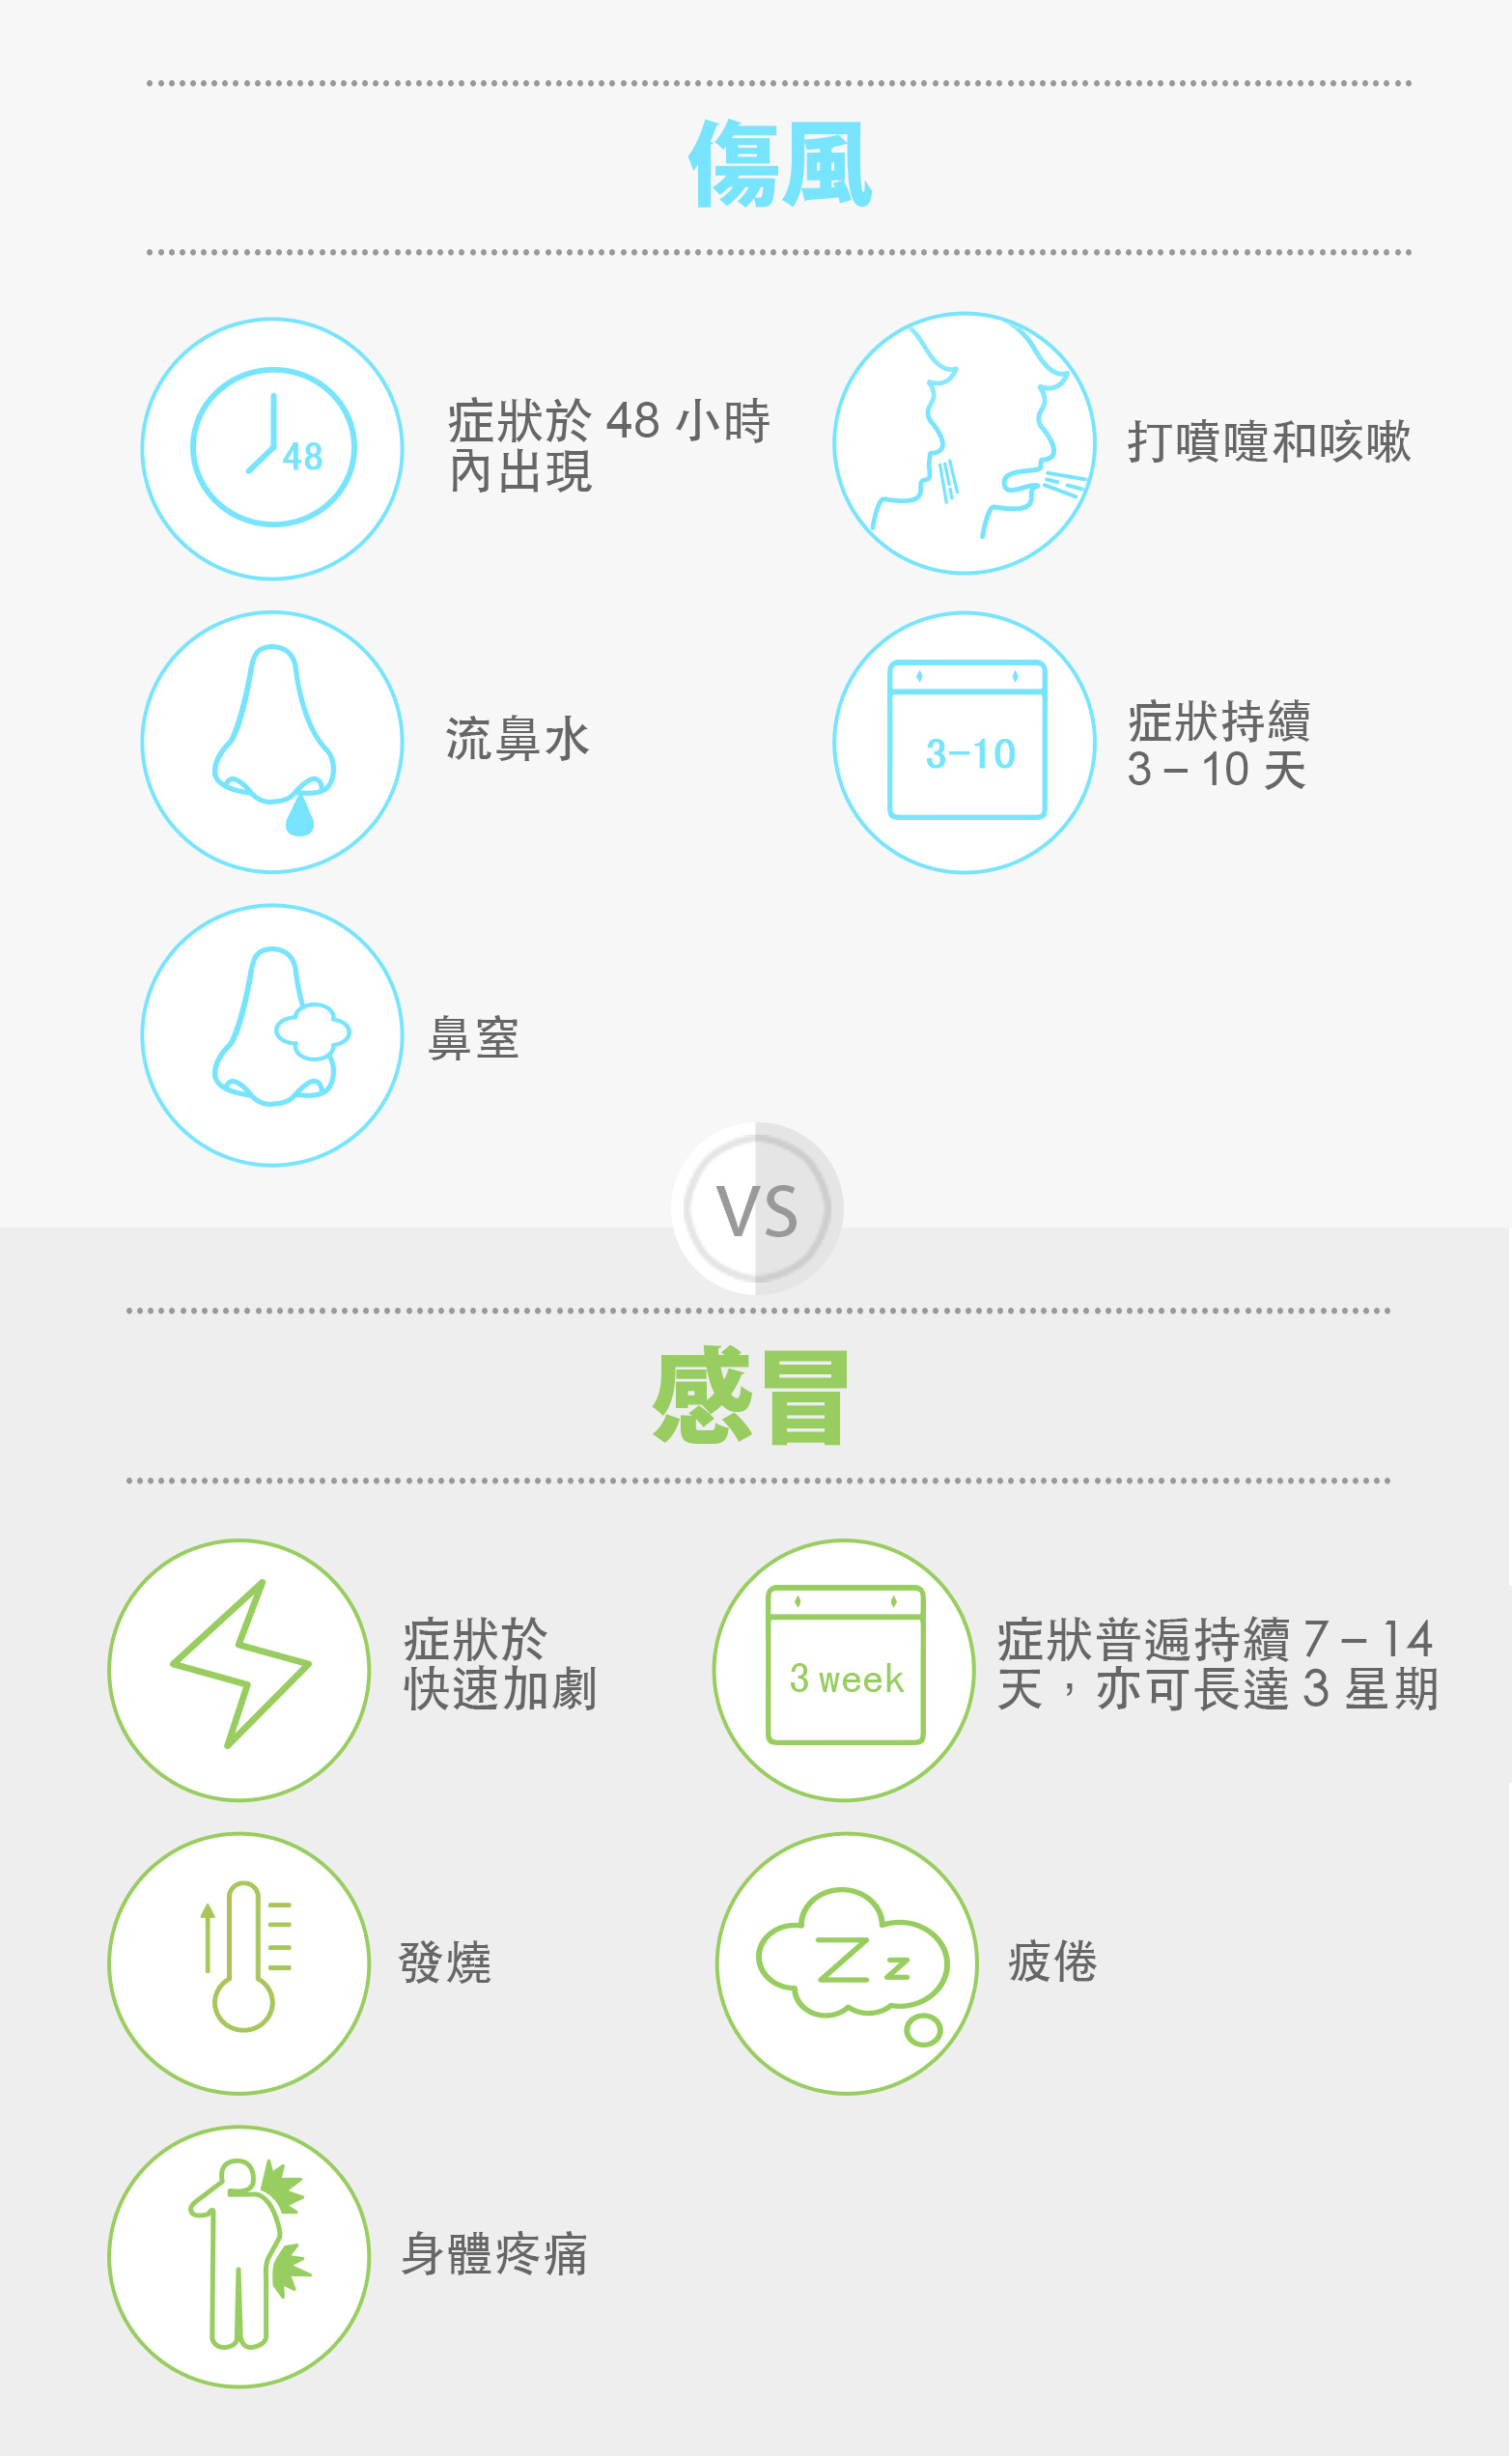 傷風
48
症狀於 48 小時
內出現
打噴嚏和咳嗽
流鼻水
3–10
症狀持續
3 – 10 天
鼻窒
VS
感冒
症狀於
快速加劇
3 week
症狀普遍持續 7 – 14
天，亦可長達 3 星期
發燒
Zz
疲倦
身體疼痛